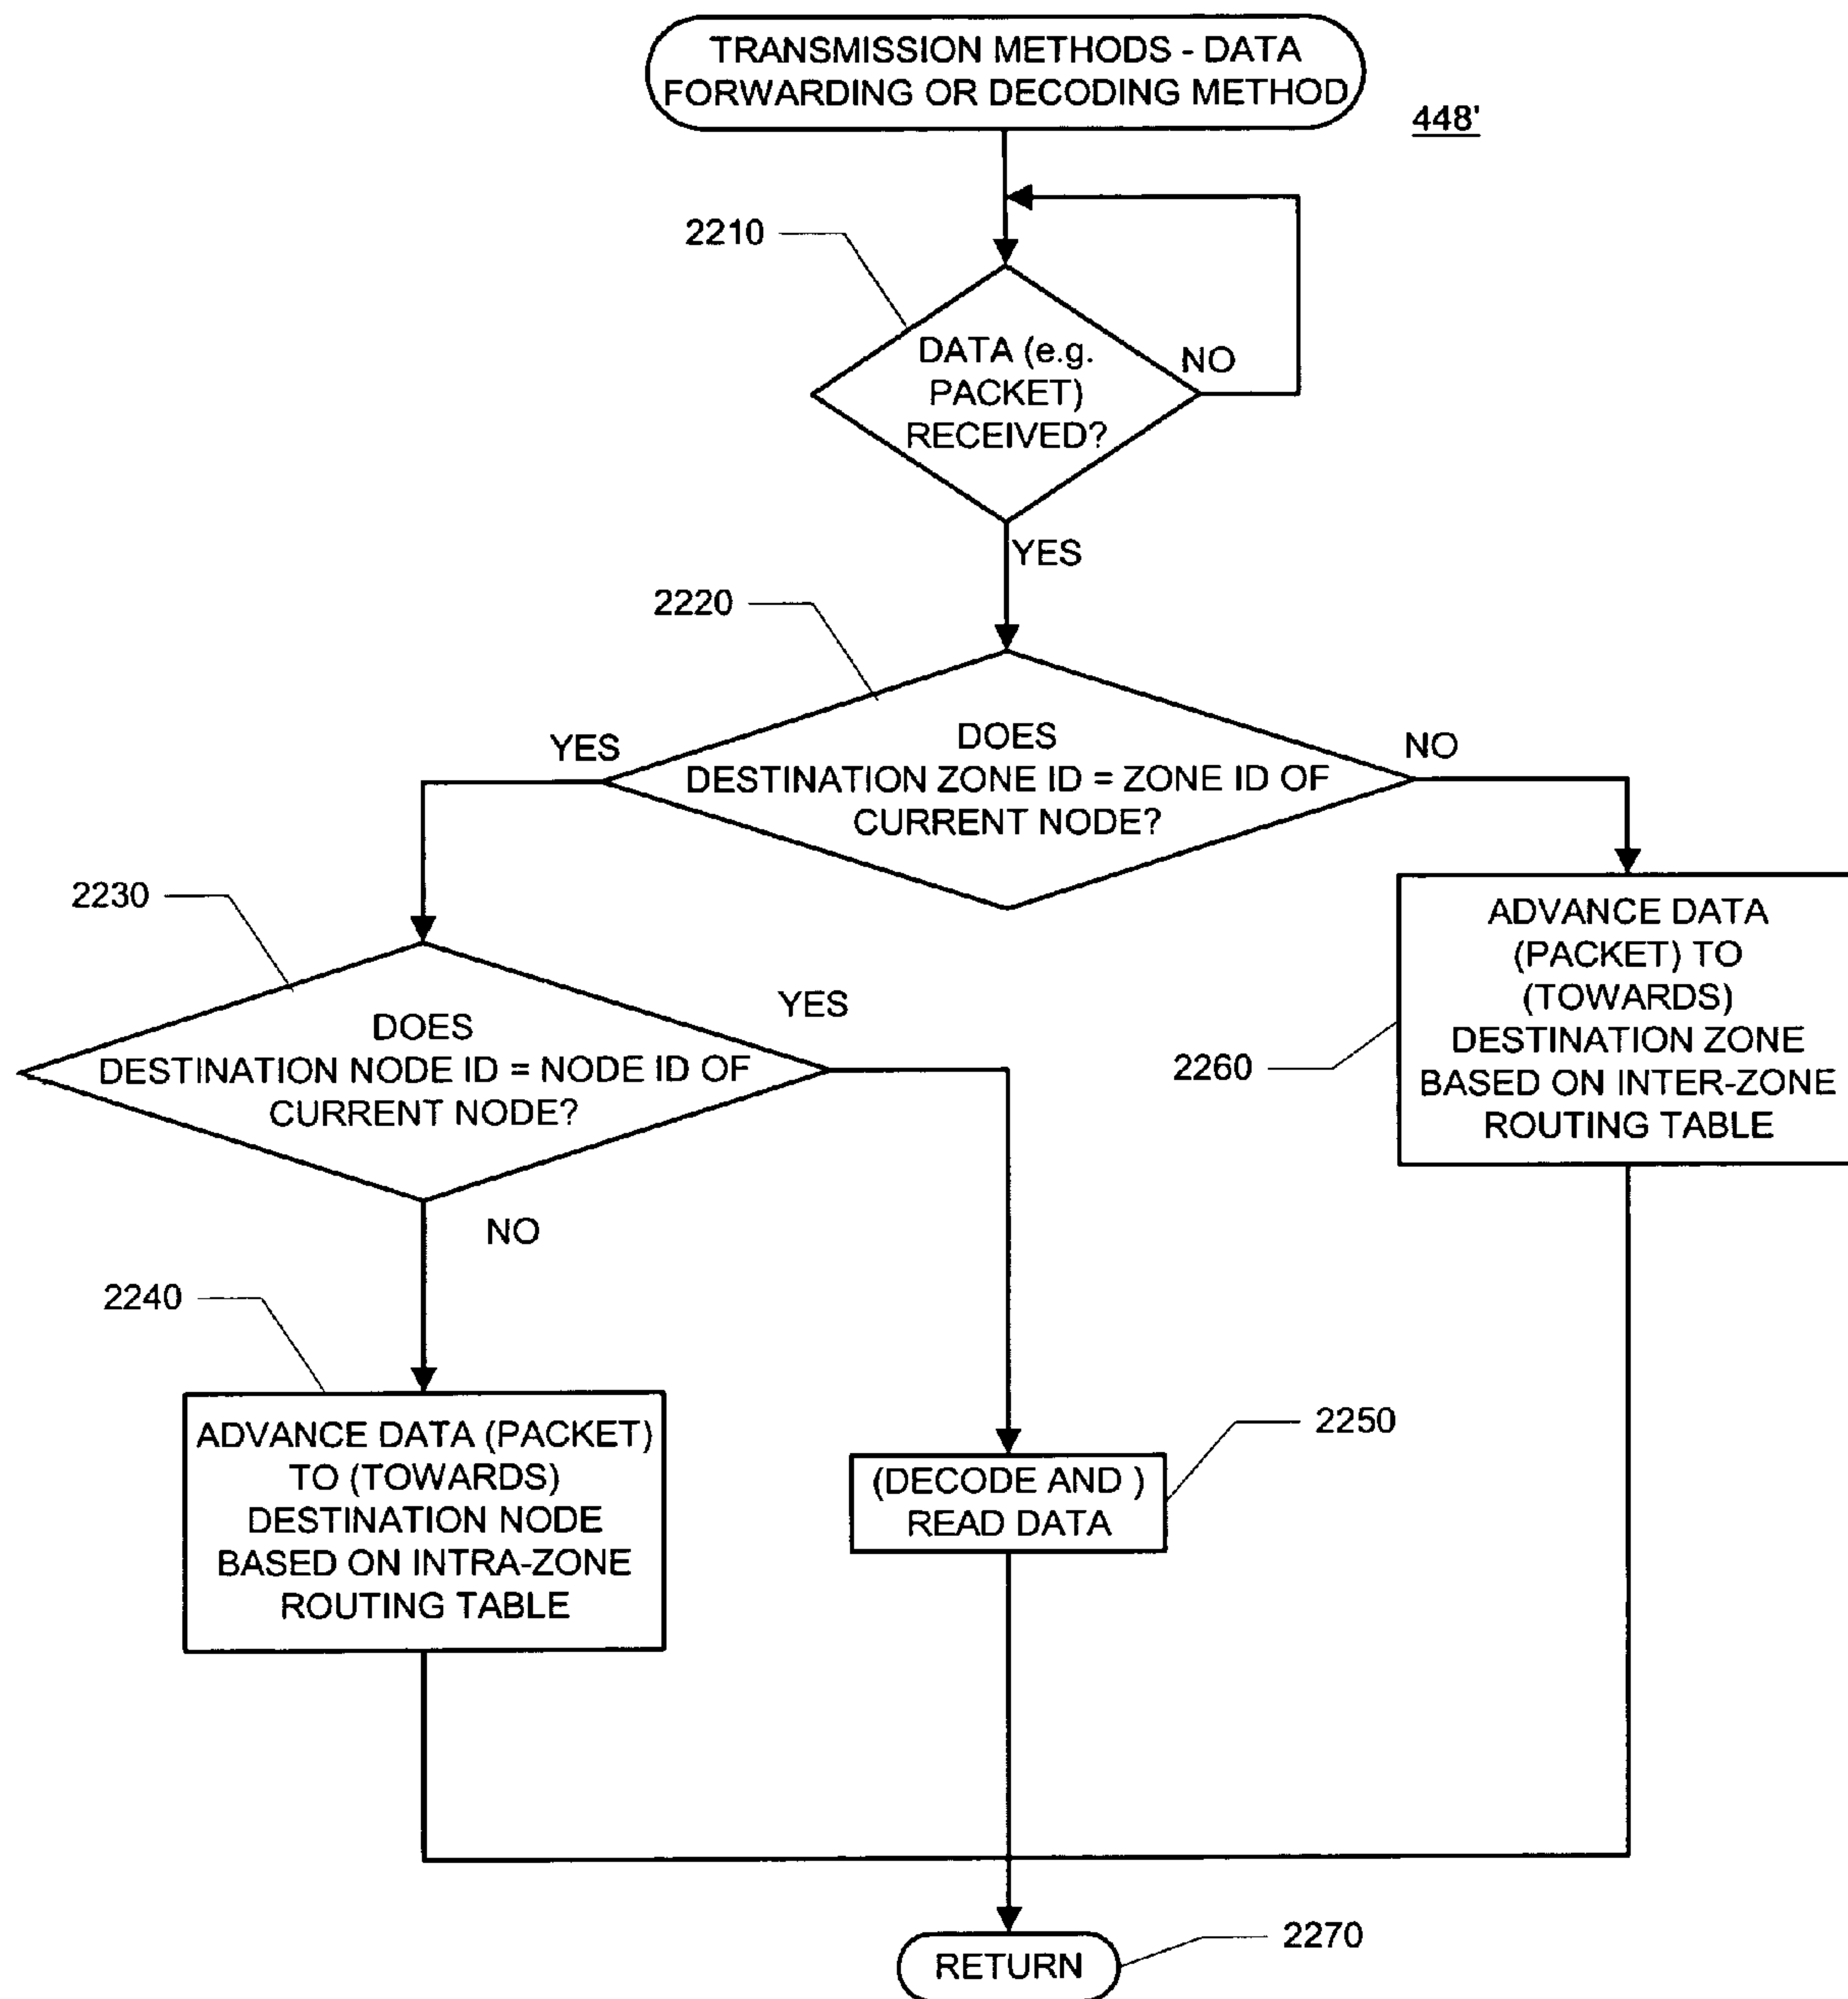 TRANSMISSION METHODS - DATA
FORWARDING OR DECODING METHOD
448'
2210
DATA (e.g.
PACKET)
RECEIVED?
NO
YES
2220
DOES
DESTINATION ZONE ID = ZONE ID OF
CURRENT NODE?
YES
NO
2230
DOES
DESTINATION NODE ID = NODE ID OF
CURRENT NODE?
YES
NO
2260
ADVANCE DATA
(PACKET) TO
(TOWARDS)
DESTINATION ZONE
BASED ON INTER-ZONE
ROUTING TABLE
2240
ADVANCE DATA (PACKET)
TO (TOWARDS)
DESTINATION NODE
BASED ON INTRA-ZONE
ROUTING TABLE
2250
(DECODE AND )
READ DATA
RETURN
2270